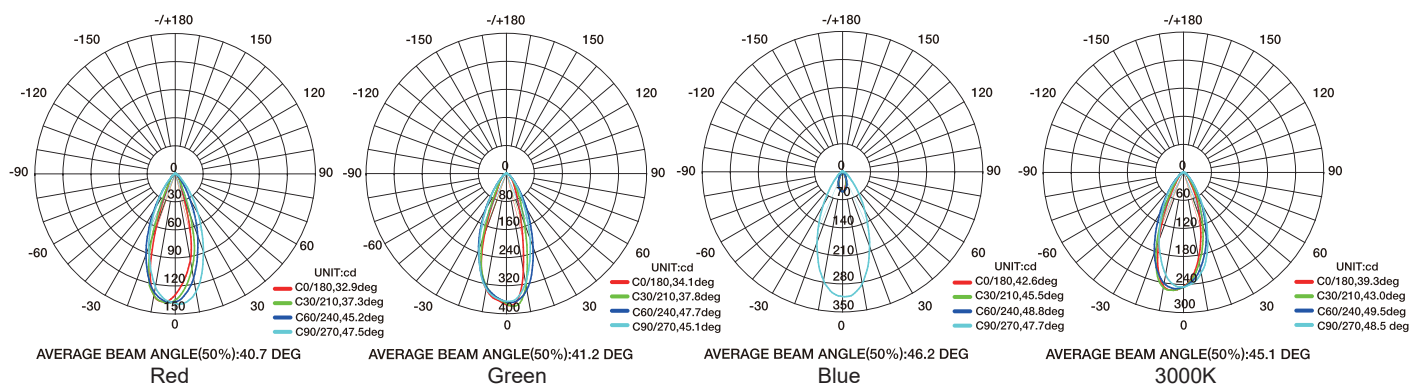 -/+180
-150
150
-120
120
-90
90
-60
60
-30
30
0
0
30
60
90
120
150
UNIT:cd
C0/180,32.9deg
C30/210,37.3deg
C60/240,45.2deg
C90/270,47.5deg
AVERAGE BEAM ANGLE(50%):40.7 DEG
Red
-/+180
-150
150
-120
120
-90
90
-60
60
-30
30
0
0
80
160
240
320
400
UNIT:cd
C0/180,34.1deg
C30/210,37.8deg
C60/240,47.7deg
C90/270,45.1deg
AVERAGE BEAM ANGLE(50%):41.2 DEG
Green
-/+180
-150
150
-120
120
-90
90
-60
60
-30
30
0
0
70
140
210
280
350
UNIT:cd
C0/180,42.6deg
C30/210,45.5deg
C60/240,48.8deg
C90/270,47.7deg
AVERAGE BEAM ANGLE(50%):46.2 DEG
Blue
-/+180
-150
150
-120
120
-90
90
-60
60
-30
30
0
0
60
120
180
240
300
UNIT:cd
C0/180,39.3deg
C30/210,43.0deg
C60/240,49.5deg
C90/270,48.5 deg
AVERAGE BEAM ANGLE(50%):45.1 DEG
3000K